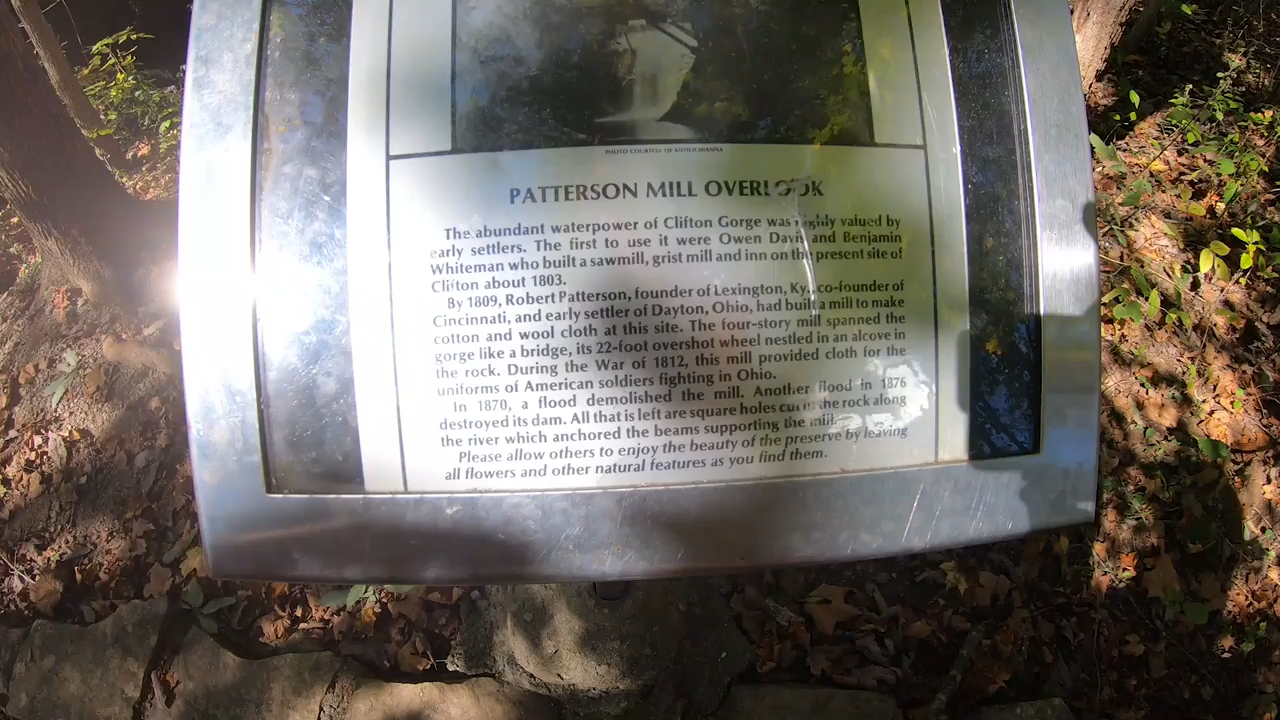 PHOTO COURTESY OF ANTIOCHIANNA
PATTERSON MILL OVERLOOK
The abundant waterpower of Clifton Gorge was highly valued by
early settlers. The first to use it were Owen Davis and Benjamin
Whiteman who built a sawmill, grist mill and inn on the present site of
Clifton about 1803.
By 1809, Robert Patterson, founder of Lexington, Ky., co-founder of
Cincinnati, and early settler of Dayton, Ohio, had built a mill to make
cotton and wool cloth at this site. The four-story mill spanned the
gorge like a bridge, its 22-foot overshot wheel nestled in an alcove in
the rock. During the War of 1812, this mill provided cloth for the
uniforms of American soldiers fighting in Ohio.
In 1870, a flood demolished the mill. Another flood in 1876
destroyed its dam. All that is left are square holes cut in the rock along
the river which anchored the beams supporting the mill.
Please allow others to enjoy the beauty of the preserve by leaving
all flowers and other natural features as you find them.